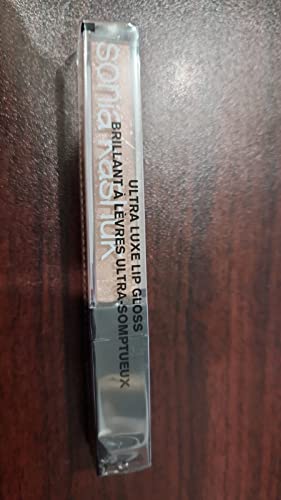 sonia kashuk
ULTRA LUXE LIP GLOSS
BRILLANT À LÈVRES ULTRA-SOMPTUEUX